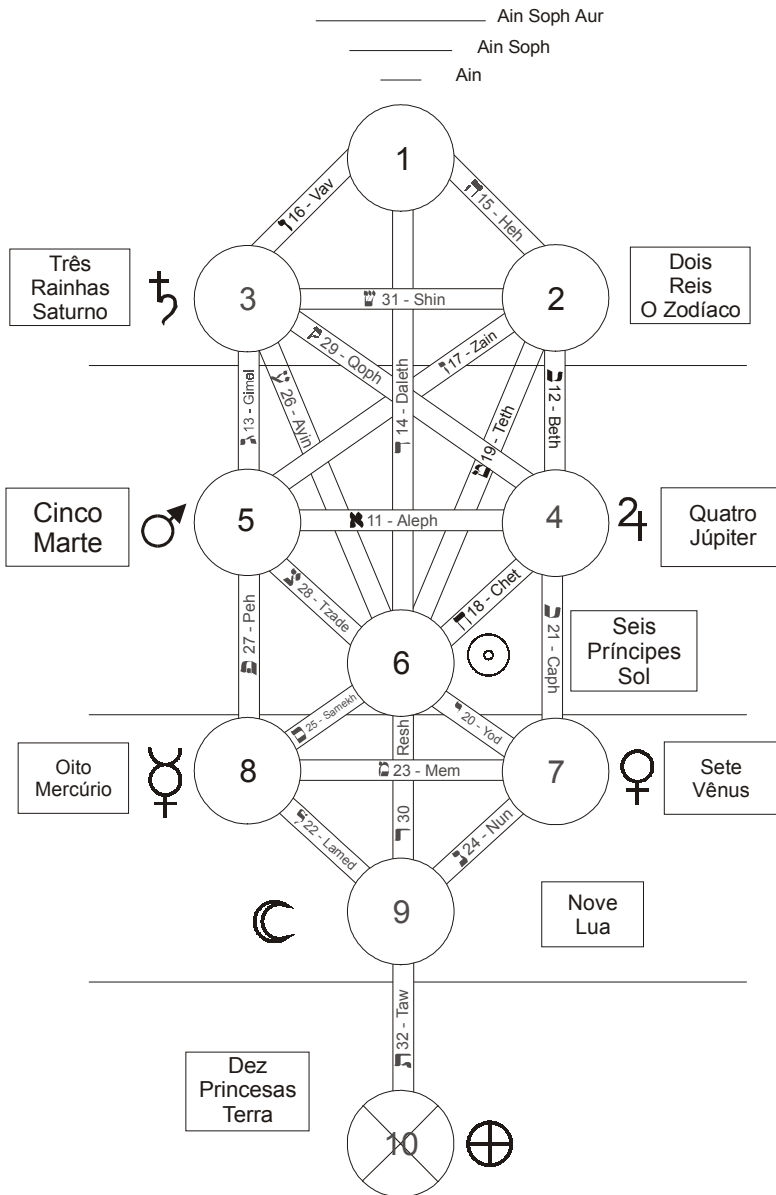 Ain Soph Aur
Ain Soph
Ain
1
ו 16 - Vav
ה 15 - Heh
Três
Rainhas
Saturno
3
ש 31 - Shin
2
Dois
Reis
O Zodíaco
ק 29 - Qoph
ז 17 - Zain
ג 13 - Gimel
ע 26 - Ayin
ד 14 - Daleth
ט 19 - Teth
ב 12 - Beth
Cinco
Marte
5
א 11 - Aleph
4
Quatro
Júpiter
צ 28 - Tzade
ח 18 - Chet
פ 27 - Peh
6
כ 21 - Caph
Seis
Príncipes
Sol
ס 25 - Samekh
י 20 - Yod
ר 30 Resh
Oito
Mercúrio
8
מ 23 - Mem
7
Sete
Vênus
ל 22 - Lamed
נ 24 - Nun
9
Nove
Lua
ת 32 - Taw
Dez
Princesas
Terra
10